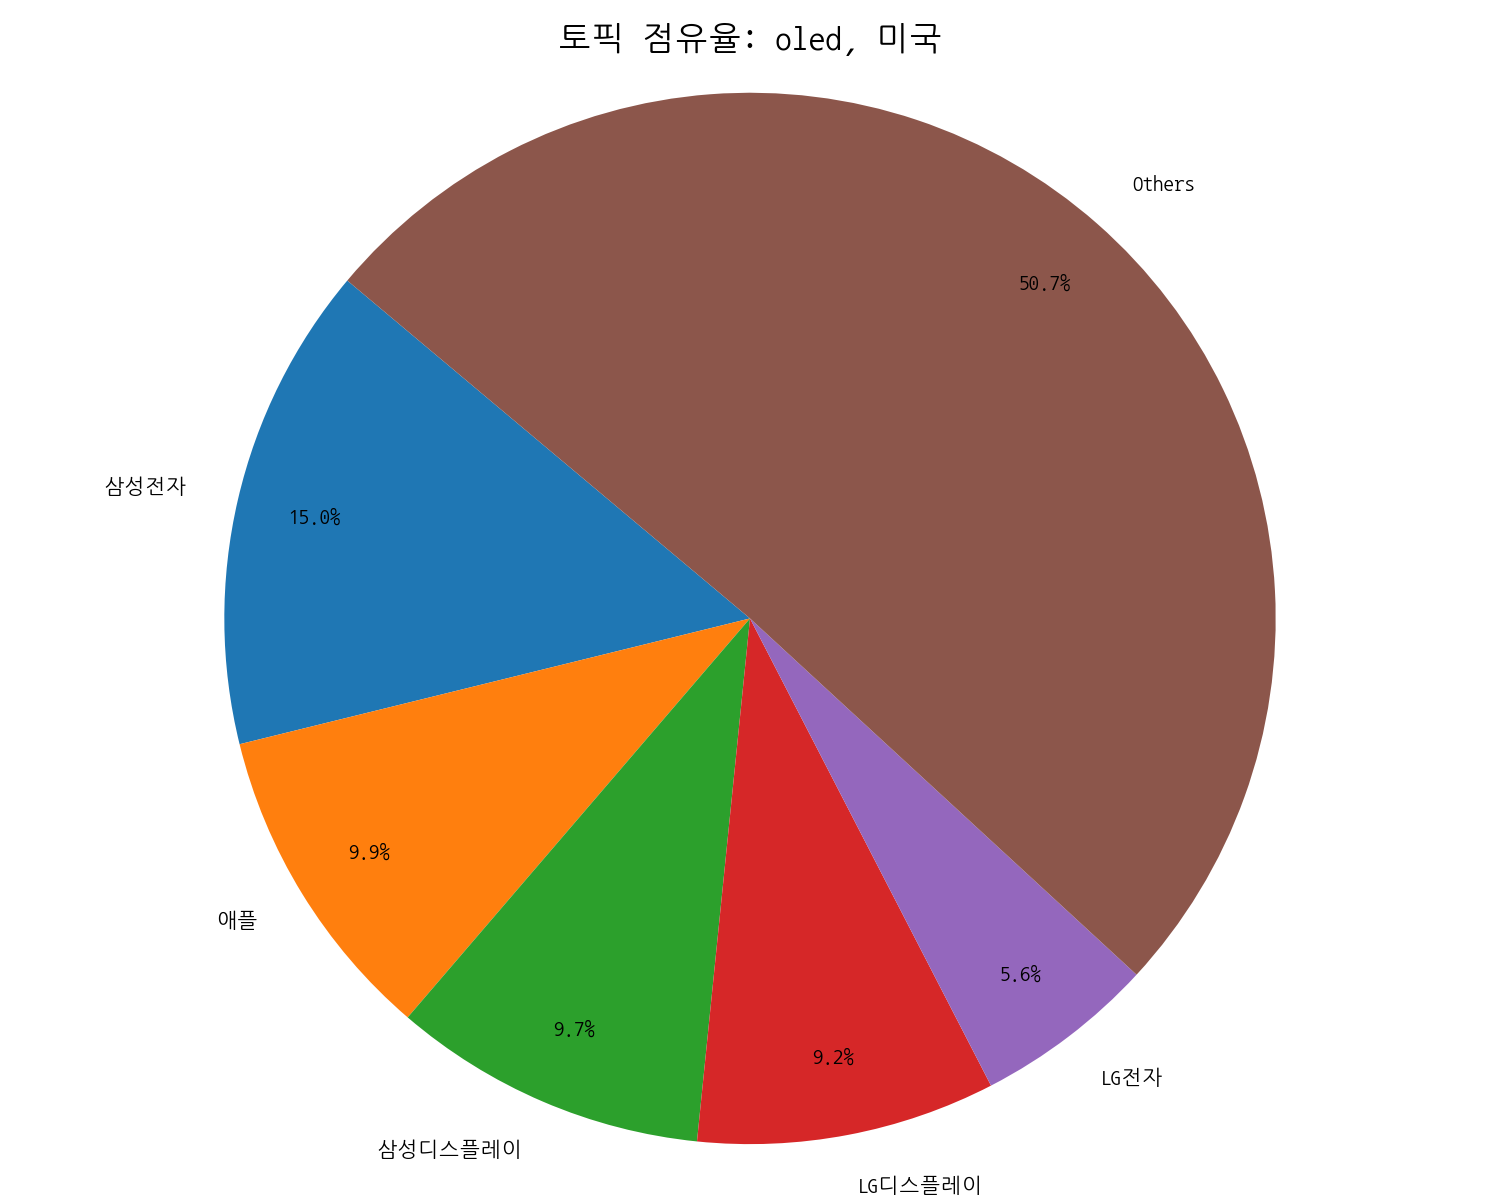 토픽 점유율: oled, 미국
Others
50.7%
삼성전자
15.0%
9.9%
애플
5.6%
9.7%
9.2%
LG전자
삼성디스플레이
LG디스플레이